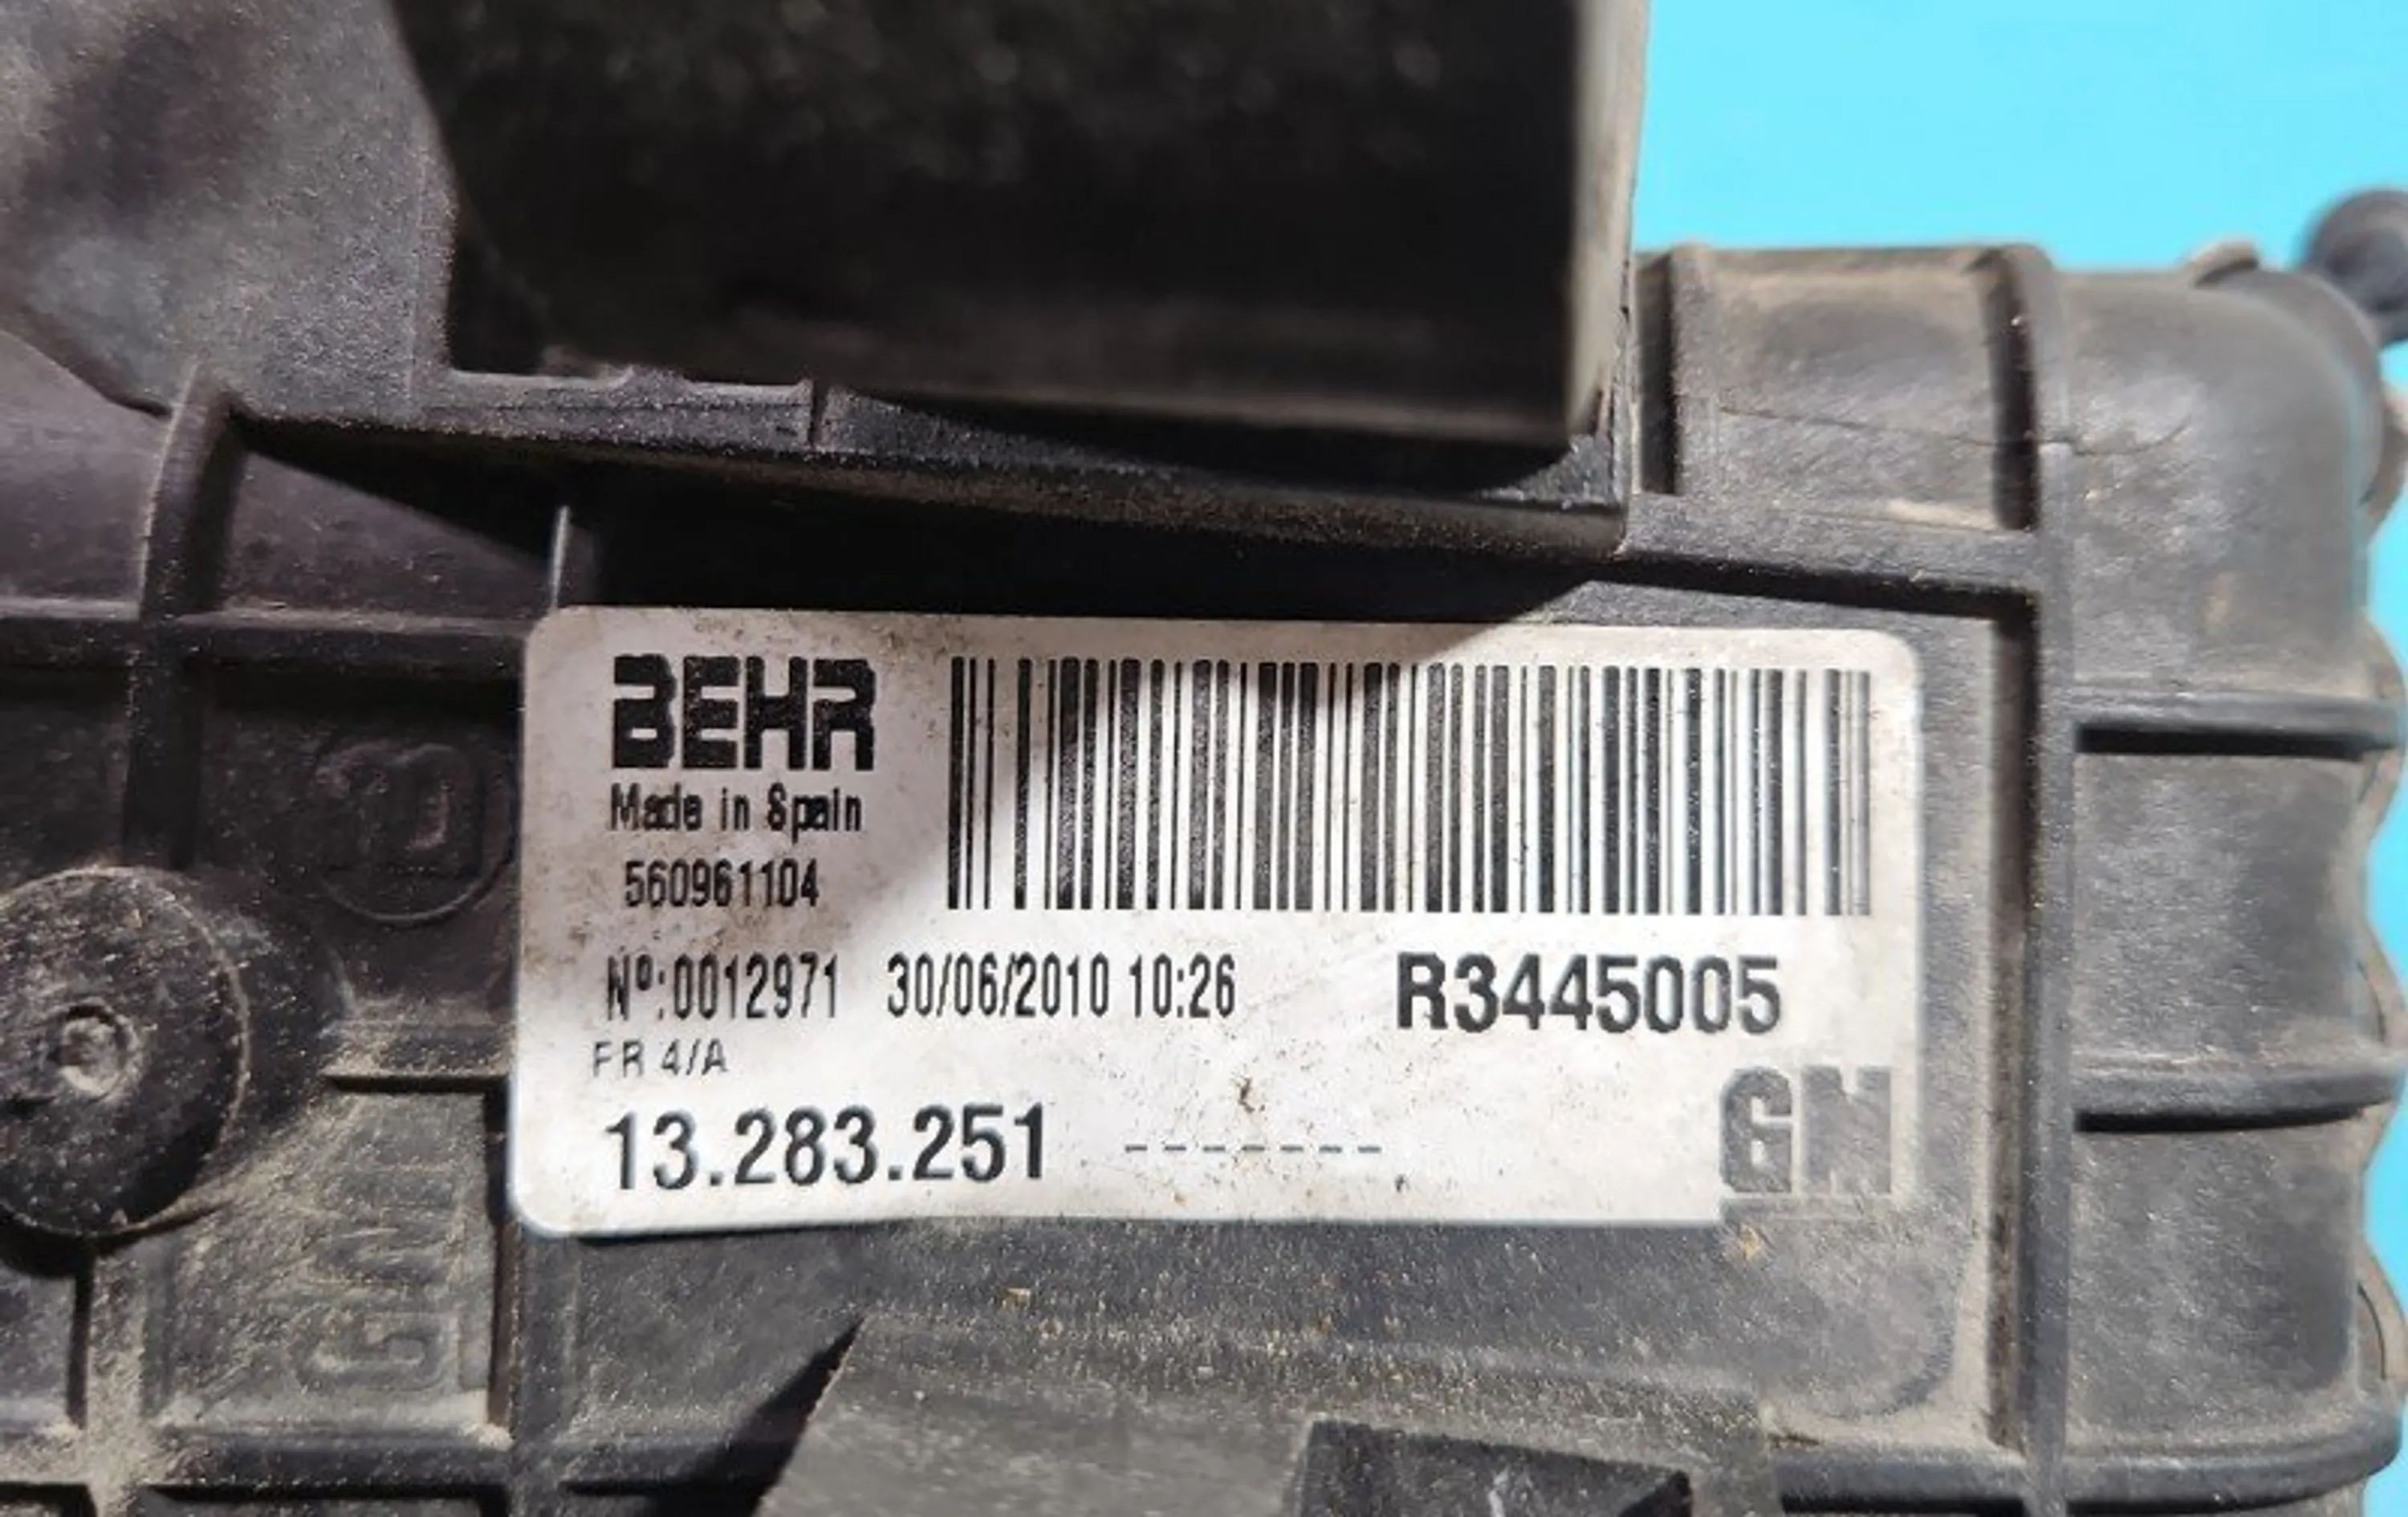 BEHR
Made in Spain
560961104
Nº:0012971 30/06/2010 10:26 R3445005
FR 4/A
13.283.251 -------
GM
GM